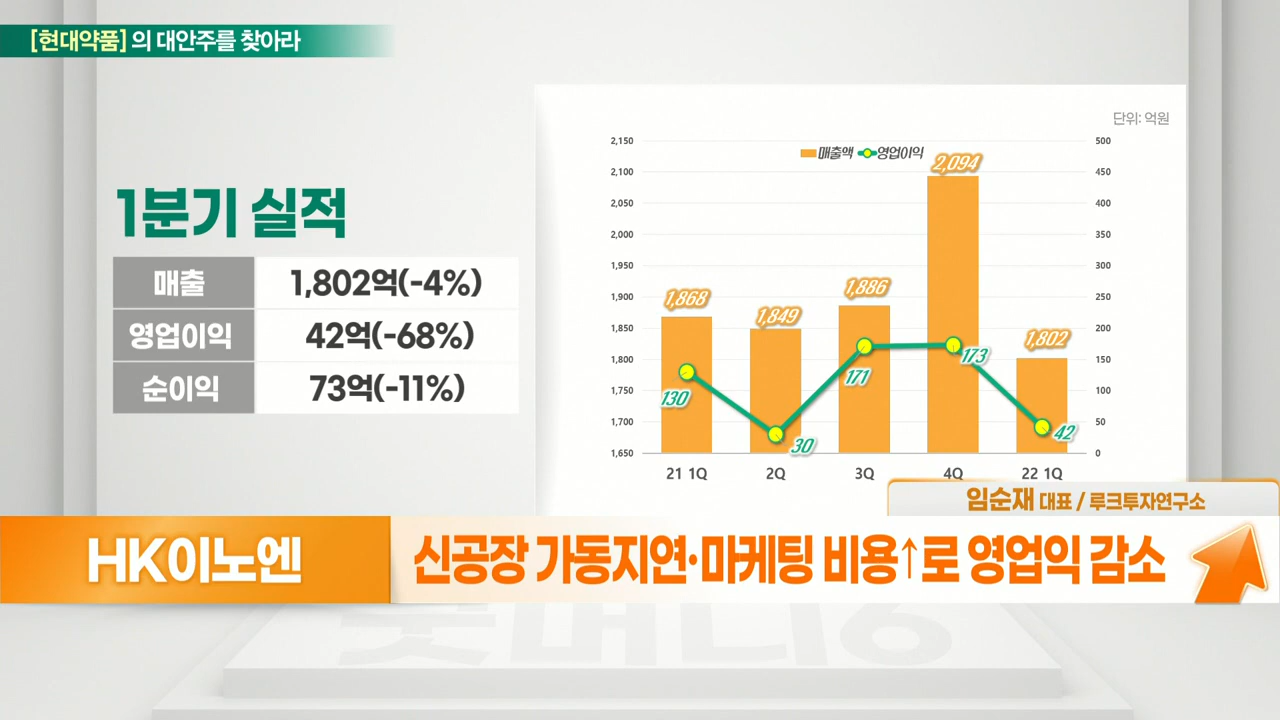 [현대약품]의 대안주를 찾아라
1분기 실적
매출 1,802억(-4%)
영업이익 42억(-68%)
순이익 73억(-11%)
단위: 억원
매출액 영업이익
2,150
2,100
2,050
2,000
1,950
1,900
1,850
1,800
1,750
1,700
1,650
500
450
400
350
300
250
200
150
100
50
0
1,868
1,849
1,886
2,094
1,802
130
30
171
173
42
21 1Q 2Q 3Q 4Q 22 1Q
임순재 대표 / 루크투자연구소
HK이노엔
신공장 가동지연·마케팅 비용↑로 영업익 감소